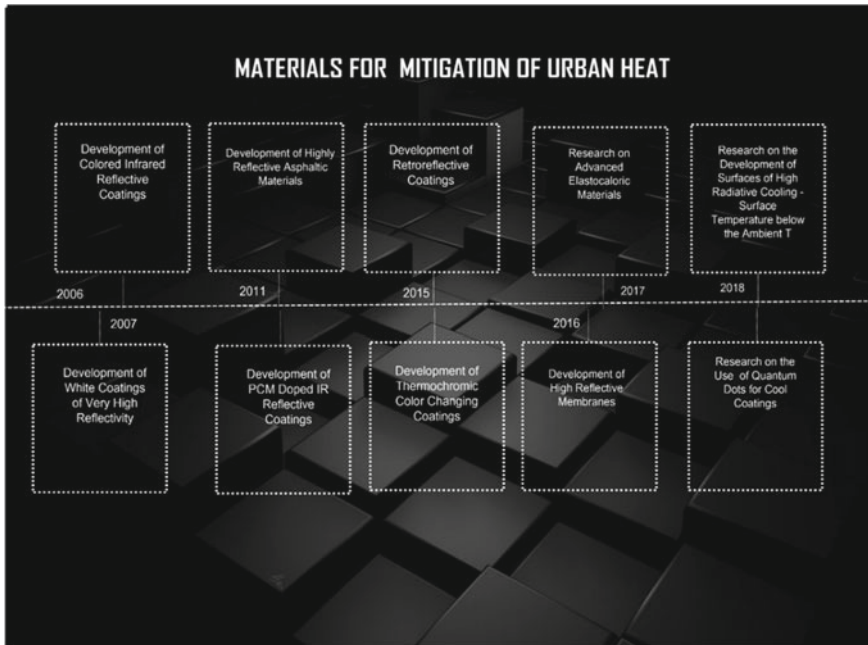 MATERIALS FOR MITIGATION OF URBAN HEAT
Development of
Colored Infrared
Reflective
Coatings
Development of Highly
Reflective Asphaltic
Materials
Development of
Retroreflective
Coatings
Research on
Advanced
Elastocaloric
Materials
Research on the
Development of
Surfaces of High
Radiative Cooling -
Surface
Temperature below
the Ambient T
2006
2011
2015
2017
2018
2007
2016
Development of
White Coatings
of Very High
Reflectivity
Development of
PCM Doped IR
Reflective
Coatings
Development of
Thermochromic
Color Changing
Coatings
Development of
High Reflective
Membranes
Research on the
Use of Quantum
Dots for Cool
Coatings